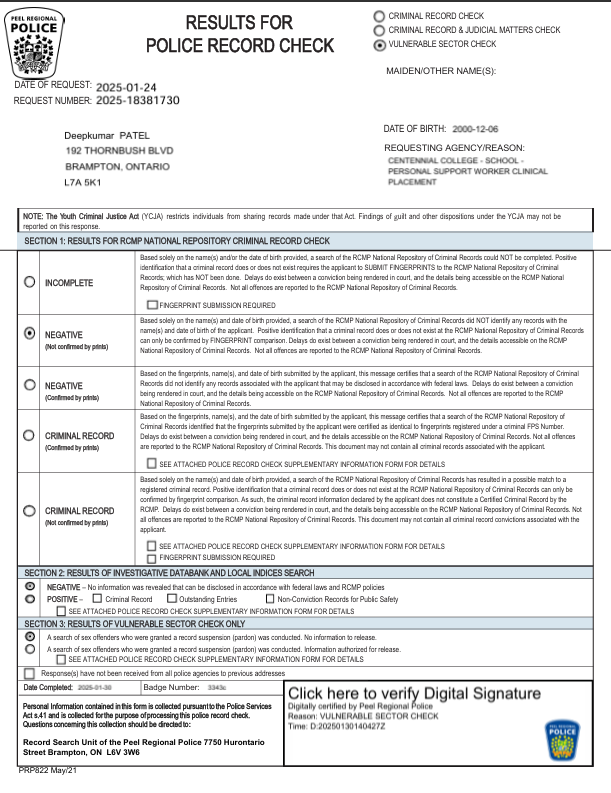 PEEL REGIONAL
POLICE
RESULTS FOR
POLICE RECORD CHECK
CRIMINAL RECORD CHECK
CRIMINAL RECORD & JUDICIAL MATTERS CHECK
VULNERABLE SECTOR CHECK
MAIDEN/OTHER NAME(S):
DATE OF REQUEST: 2025-01-24
REQUEST NUMBER: 2025-18381730
Deepkumar PATEL
192 THORNBUSH BLVD
BRAMPTON, ONTARIO
L7A 5K1
DATE OF BIRTH: 2000-12-06
REQUESTING AGENCY/REASON:
CENTENNIAL COLLEGE - SCHOOL -
PERSONAL SUPPORT WORKER CLINICAL
PLACEMENT
NOTE: The Youth Criminal Justice Act (YCJA) restricts individuals from sharing records made under that Act. Findings of guilt and other dispositions under the YCJA may not be
reported on this response.
SECTION 1: RESULTS FOR RCMP NATIONAL REPOSITORY CRIMINAL RECORD CHECK
INCOMPLETE
Based solely on the name(s) and/or the date of birth provided, a search of the RCMP National Repository of Criminal Records could NOT be completed. Positive
identification that a criminal record does or does not exist requires the applicant to SUBMIT FINGERPRINTS to the RCMP National Repository of Criminal
Records; which has NOT been done. Delays do exist between a conviction being rendered in court, and the details being accessible on the RCMP National
Repository of Criminal Records. Not all offences are reported to the RCMP National Repository of Criminal Records.
FINGERPRINT SUBMISSION REQUIRED
NEGATIVE
(Not confirmed by prints)
Based solely on the name(s) and date of birth provided, a search of the RCMP National Repository of Criminal Records did NOT identify any records with the
name(s) and date of birth of the applicant. Positive identification that a criminal record does or does not exist at the RCMP National Repository of Criminal Records
can only be confirmed by FINGERPRINT comparison. Delays do exist between a conviction being rendered in court, and the details being accessible on the RCMP
National Repository of Criminal Records. Not all offences are reported to the RCMP National Repository of Criminal Records.
NEGATIVE
(Confirmed by prints)
Based on the fingerprints, name(s), and date of birth submitted by the applicant, this message certifies that a search of the RCMP National Repository of Criminal
Records did not identify any records associated with the applicant that may be disclosed in accordance with federal laws. Delays do exist between a conviction
being rendered in court, and the details being accessible on the RCMP National Repository of Criminal Records. Not all offences are reported to the RCMP
National Repository of Criminal Records.
CRIMINAL RECORD
(Confirmed by prints)
Based on the fingerprints, name(s), and the date of birth submitted by the applicant, this message certifies that a search of the RCMP National Repository of
Criminal Records identified that the fingerprints submitted by the applicant were certified as identical to fingerprints registered under a criminal FPS Number.
Delays do exist between a conviction being rendered in court, and the details accessible on the RCMP National Repository of Criminal Records. Not all offences
are reported to the RCMP National Repository of Criminal Records. This document may not contain all criminal records associated with the applicant.
SEE ATTACHED POLICE RECORD CHECK SUPPLEMENTARY INFORMATION FORM FOR DETAILS
CRIMINAL RECORD
(Not confirmed by prints)
Based solely on the name(s) and date of birth provided, a search of the RCMP National Repository of Criminal Records has resulted in a possible match to a
registered criminal record. Positive identification that a criminal record does or does not exist at the RCMP National Repository of Criminal Records can only be
confirmed by fingerprint comparison. As such, the criminal record information declared by the applicant does not constitute a Certified Criminal Record by the
RCMP. Delays do exist between a conviction being rendered in court, and the details being accessible on the RCMP National Repository of Criminal Records. Not
all offences are reported to the RCMP National Repository of Criminal Records. This document may not contain all criminal record convictions associated with the
applicant.
SEE ATTACHED POLICE RECORD CHECK SUPPLEMENTARY INFORMATION FORM FOR DETAILS
FINGERPRINT SUBMISSION REQUIRED
SECTION 2: RESULTS OF INVESTIGATIVE DATABANK AND LOCAL INDICES SEARCH
NEGATIVE – No information was revealed that can be disclosed in accordance with federal laws and RCMP policies
POSITIVE – Criminal Record Outstanding Entries Non-Conviction Records for Public Safety
SEE ATTACHED POLICE RECORD CHECK SUPPLEMENTARY INFORMATION FORM FOR DETAILS
SECTION 3: RESULTS OF VULNERABLE SECTOR CHECK ONLY
A search of sex offenders who were granted a record suspension (pardon) was conducted. No information to release.
A search of sex offenders who were granted a record suspension (pardon) was conducted. Information authorized for release.
SEE ATTACHED POLICE RECORD CHECK SUPPLEMENTARY INFORMATION FORM FOR DETAILS
Response(s) have not been received from all police agencies to previous addresses
Date Completed: 2025-01-30 Badge Number: 3343c
Personal Information contained in this form is collected pursuant to the Police Services
Act s.41 and is collected for the purpose of processing this police record check.
Questions concerning this collection should be directed to:
Record Search Unit of the Peel Regional Police 7750 Hurontario
Street Brampton, ON L6V 3W6
Click here to verify Digital Signature
Digitally certified by Peel Regional Police
Reason: VULNERABLE SECTOR CHECK
Time: D:20250130140427Z
POLICE
PRP822 May/21